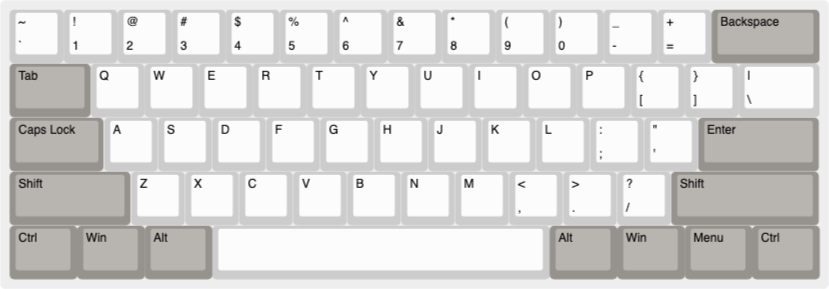 ~ ! @ # $ % ^ & * ( ) _ + Backspace
` 1 2 3 4 5 6 7 8 9 0 - =
Tab Q W E R T Y U I O P { } |
[ ] \
Caps Lock A S D F G H J K L : " Enter
; '
Shift Z X C V B N M < > ? Shift
, . /
Ctrl Win Alt Alt Win Menu Ctrl